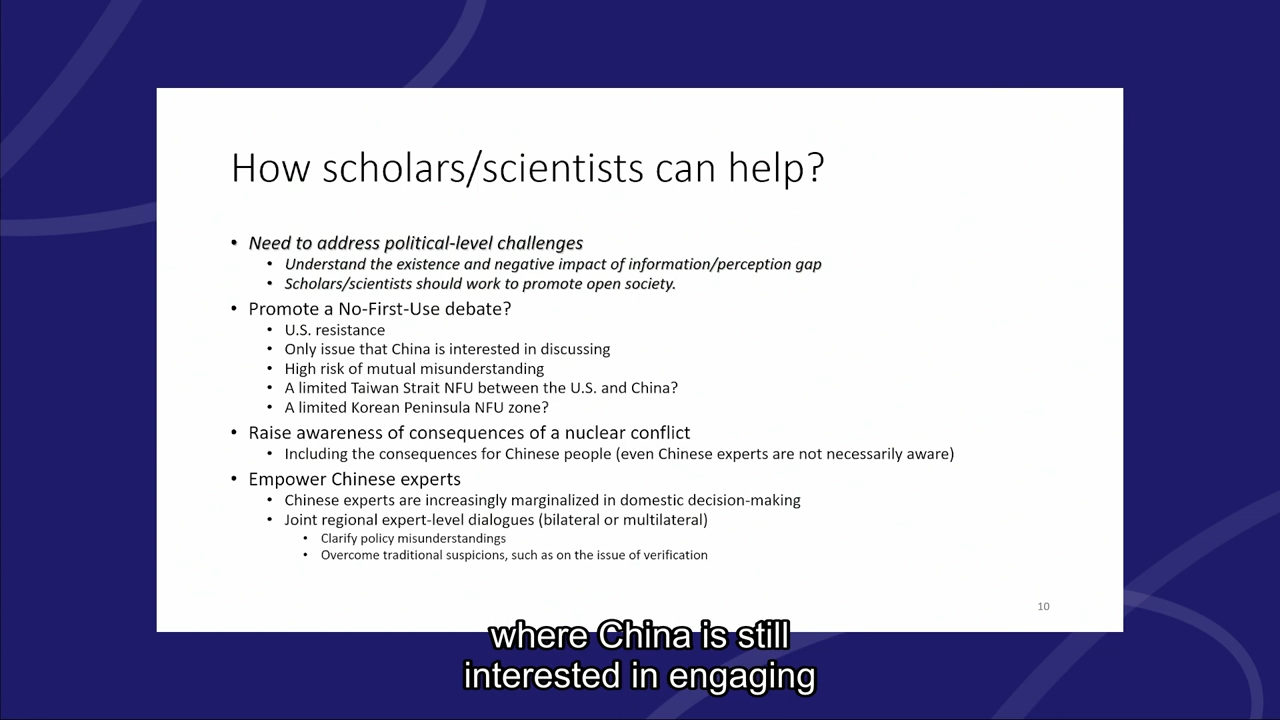 How scholars/scientists can help?
• Need to address political-level challenges
• Understand the existence and negative impact of information/perception gap
• Scholars/scientists should work to promote open society.
• Promote a No-First-Use debate?
• U.S. resistance
• Only issue that China is interested in discussing
• High risk of mutual misunderstanding
• A limited Taiwan Strait NFU between the U.S. and China?
• A limited Korean Peninsula NFU zone?
• Raise awareness of consequences of a nuclear conflict
• Including the consequences for Chinese people (even Chinese experts are not necessarily aware)
• Empower Chinese experts
• Chinese experts are increasingly marginalized in domestic decision-making
• Joint regional expert-level dialogues (bilateral or multilateral)
• Clarify policy misunderstandings
• Overcome traditional suspicions, such as on the issue of verification
10
where China is still
interested in engaging